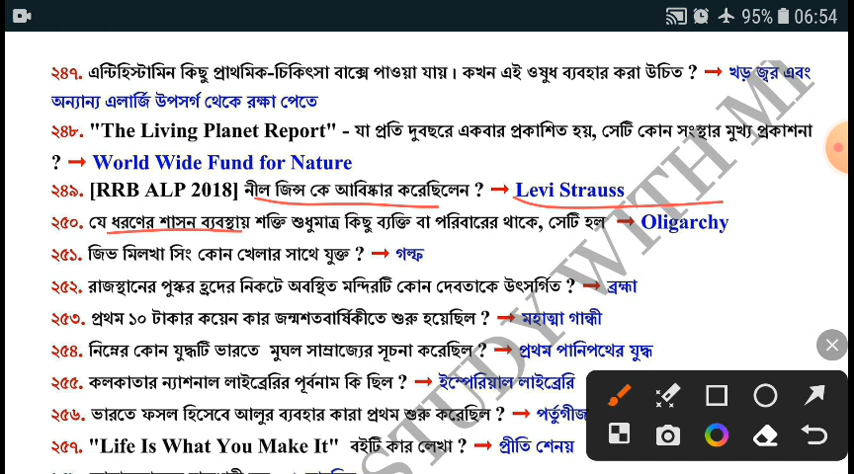 95% 06:54
২৪৭. এন্টিহিস্টামিন কিছু প্রাথমিক-চিকিৎসা বাক্সে পাওয়া যায়। কখন এই ওষুধ ব্যবহার করা উচিত ? → খড় জ্বর এবং
অন্যান্য এলার্জি উপসর্গ থেকে রক্ষা পেতে
২৪৮. "The Living Planet Report" - যা প্রতি দুবছরে একবার প্রকাশিত হয়, সেটি কোন সংস্থার মুখ্য প্রকাশনা
? → World Wide Fund for Nature
২৪৯. [RRB ALP 2018] নীল জিন্স কে আবিষ্কার করেছিলেন ? → Levi Strauss
২৫০. যে ধরণের শাসন ব্যবস্থায় শক্তি শুধুমাত্র কিছু ব্যক্তি বা পরিবারের থাকে, সেটি হল → Oligarchy
২৫১. জিভ মিলখা সিং কোন খেলার সাথে যুক্ত ? → গল্ফ
২৫২. রাজস্থানের পুস্কর হ্রদের নিকটে অবস্থিত মন্দিরটি কোন দেবতাকে উৎসর্গিত ? → ব্রহ্মা
২৫৩. প্রথম ১০ টাকার কয়েন কার জন্মশতবার্ষিকীতে শুরু হয়েছিল ? → মহাত্মা গান্ধী
২৫৪. নিম্নের কোন যুদ্ধটি ভারতে মুঘল সাম্রাজ্যের সূচনা করেছিল ? → প্রথম পানিপথের যুদ্ধ
২৫৫. কলকাতার ন্যাশনাল লাইব্রেরির পূর্বনাম কি ছিল ? → ইম্পেরিয়াল লাইব্রেরি
২৫৬. ভারতে ফসল হিসেবে আলুর ব্যবহার কারা প্রথম শুরু করেছিল ? → পর্তুগীজ
২৫৭. "Life Is What You Make It" বইটি কার লেখা ? → প্রীতি শেনয়
STUDY WITH